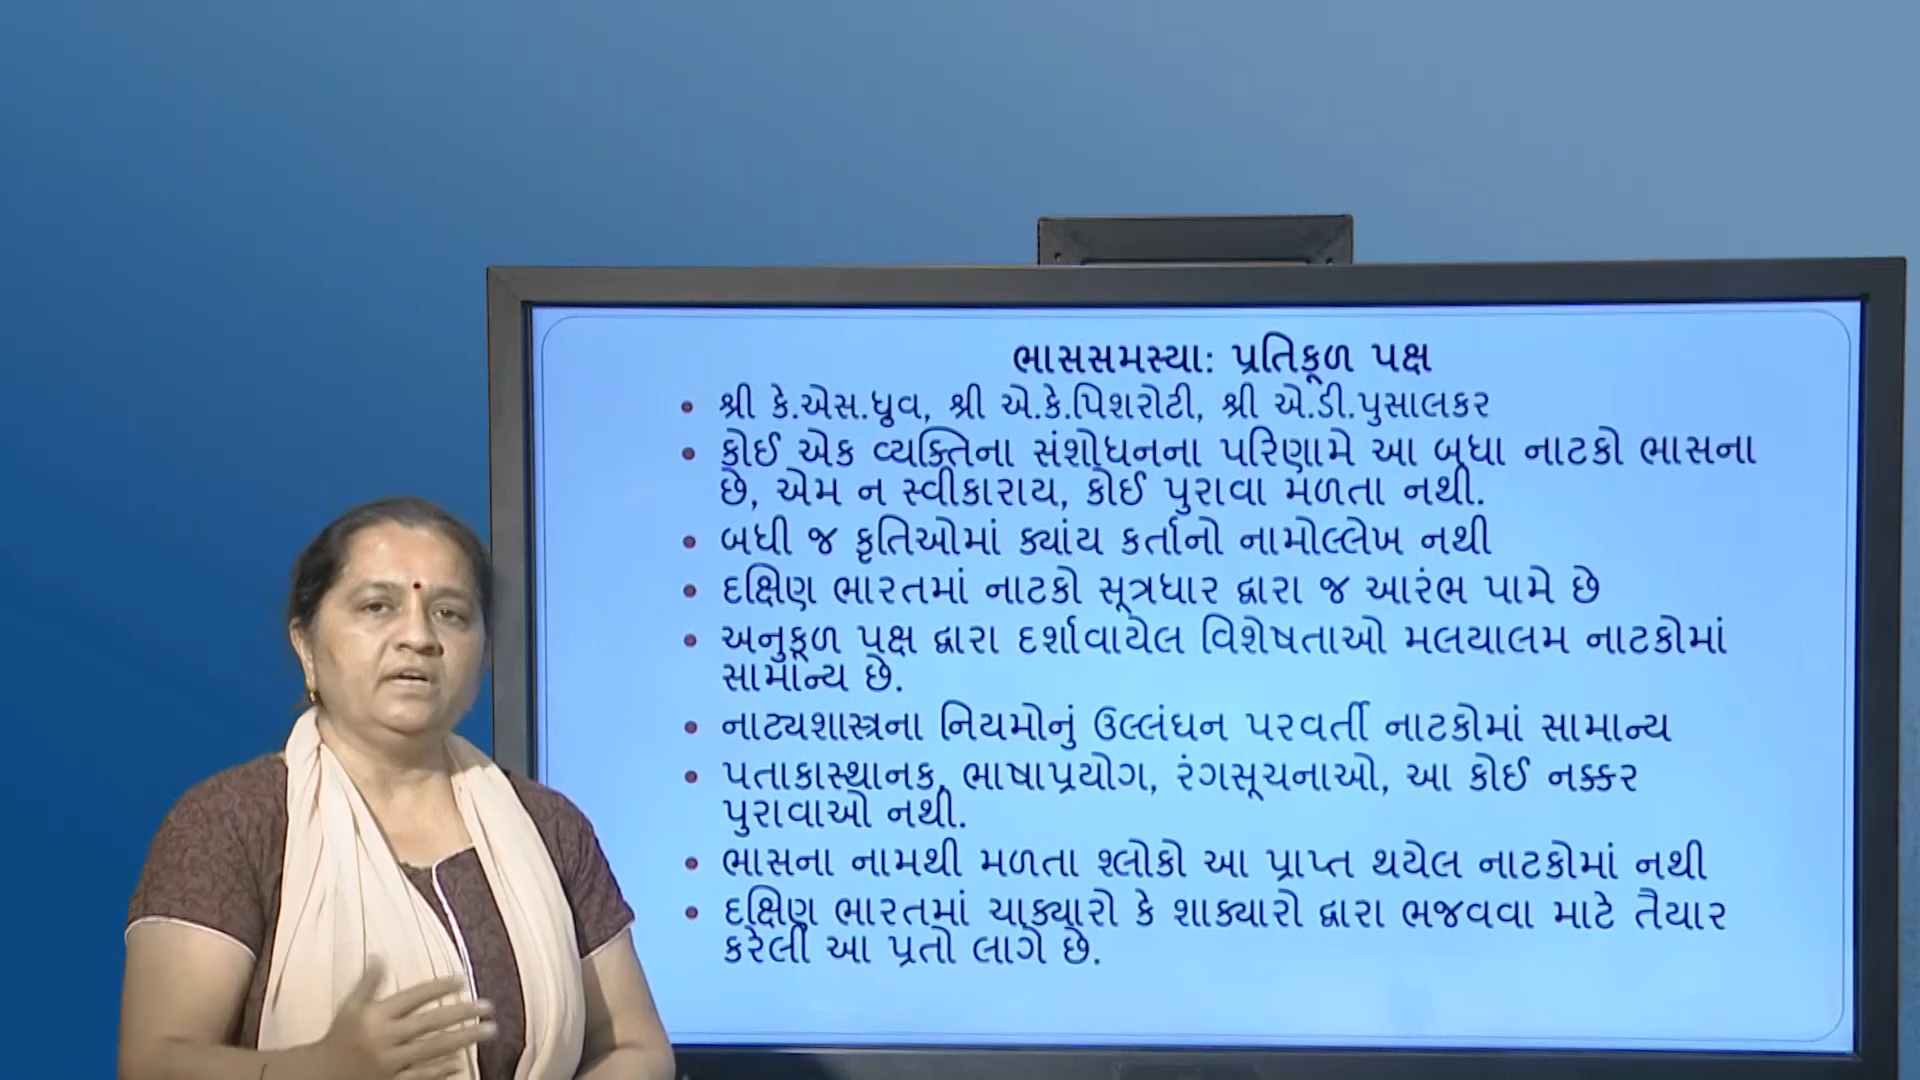 ભાસસમસ્યા: પ્રતિકૂળ પક્ષ
• શ્રી કે.એસ.ધ્રુવ, શ્રી એ.કે.પિશરોટી, શ્રી એ.ડી.પુસાલકર
• કોઈ એક વ્યક્તિના સંશોધનના પરિણામે આ બધા નાટકો ભાસના
છે, એમ ન સ્વીકારાય, કોઈ પુરાવા મળતા નથી.
• બધી જ કૃતિઓમાં ક્યાંય કર્તાનો નામોલ્લેખ નથી
• દક્ષિણ ભારતમાં નાટકો સૂત્રધાર દ્વારા જ આરંભ પામે છે
• અનુકૂળ પક્ષ દ્વારા દર્શાવાયેલ વિશેષતાઓ મલયાલમ નાટકોમાં
સામાન્ય છે.
• નાટ્યશાસ્ત્રના નિયમોનું ઉલ્લંઘન પરવર્તી નાટકોમાં સામાન્ય
• પતાકાસ્થાનક, ભાષાપ્રયોગ, રંગસૂચનાઓ, આ કોઈ નક્કર
પુરાવાઓ નથી.
• ભાસના નામથી મળતા શ્લોકો આ પ્રાપ્ત થયેલ નાટકોમાં નથી
• દક્ષિણ ભારતમાં ચાક્યારો કે શાક્યારો દ્વારા ભજવવા માટે તૈયાર
કરેલી આ પ્રતો લાગે છે.